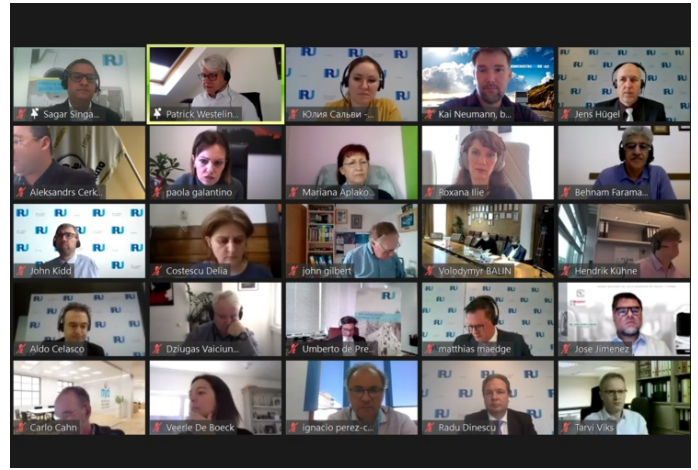 Sagar Singa...
Patrick Westelin...
Юлия Сальви -...
Kai Neumann, b...
Jens Hügel
Aleksandrs Cerk...
paola galantino
Mariana Aplako...
Roxana Ilie
Behnam Farama...
John Kidd
Costescu Delia
john gilbert
Volodymyr BALIN
Hendrik Kühne
Aldo Celasco
Dziugas Vaiciun...
Umberto de Pre...
matthias maedge
Jose Jimenez
Carlo Cahn
Veerle De Boeck
ignacio perez-c...
Radu Dinescu
Tarvi Viks